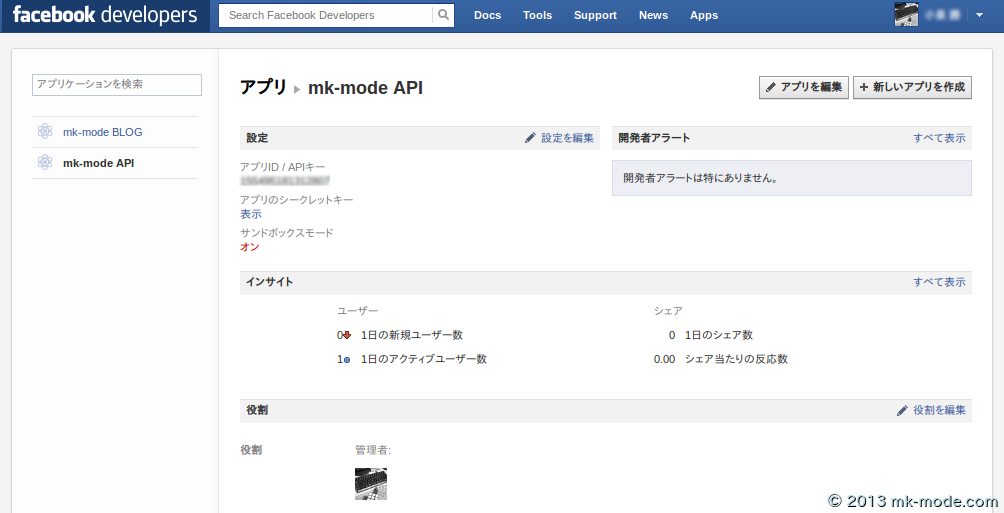 facebook developers
Search Facebook Developers
Docs Tools Support News Apps
アプリケーションを検索
mk-mode BLOG
mk-mode API
アプリ mk-mode API
アプリを編集
新しいアプリを作成
設定
設定を編集
アプリID / APIキー
アプリのシークレットキー
表示
サンドボックスモード
オン
開発者アラート
すべて表示
開発者アラートは特にありません。
インサイト
すべて表示
ユーザー
0 1日の新規ユーザー数
1 1日のアクティブユーザー数
シェア
0 1日のシェア数
0.00 シェア当たりの反応数
役割
役割を編集
役割
管理者:
© 2013 mk-mode.com